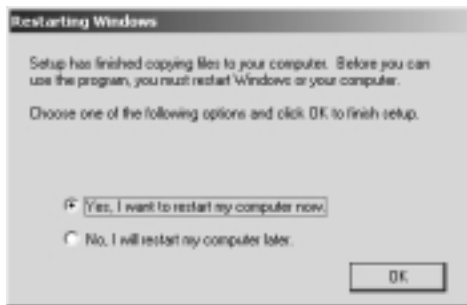 Restarting Windows
Setup has finished copying files to your computer. Before you can
use the program, you must restart Windows or your computer.
Choose one of the following options and click OK to finish setup.
Yes, I want to restart my computer now.
No, I will restart my computer later.
OK